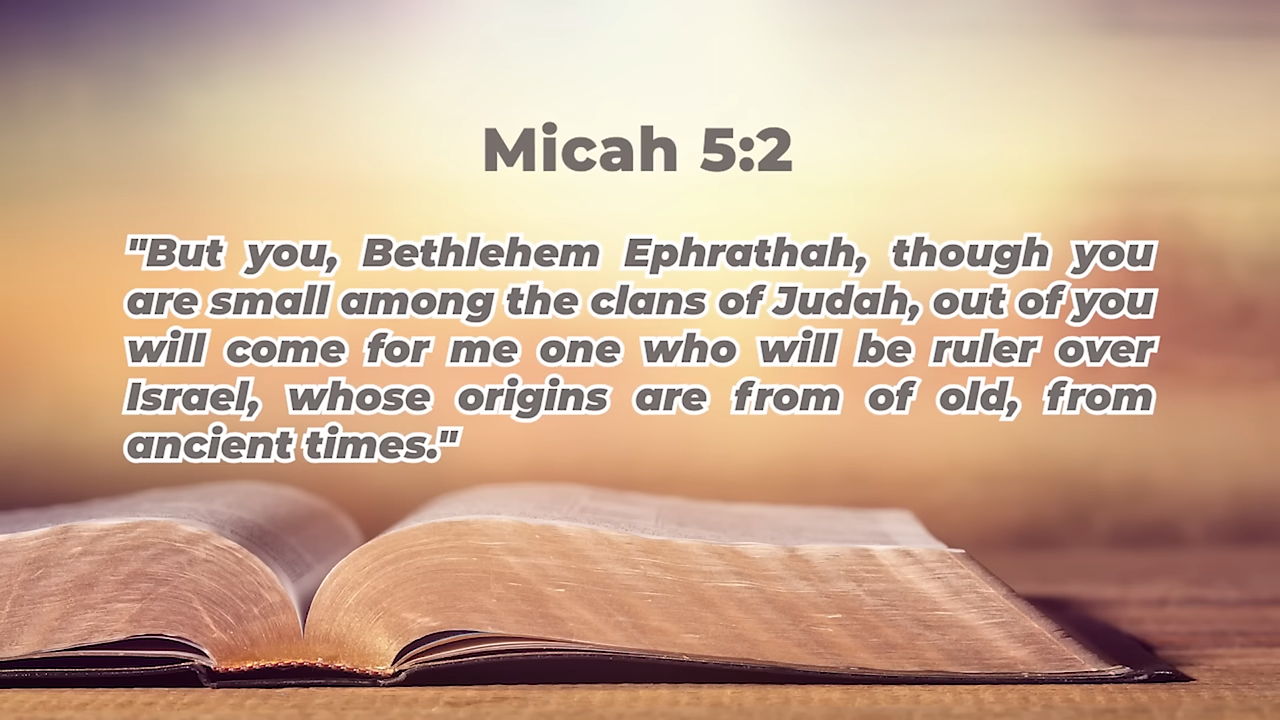 Micah 5:2
"But you, Bethlehem Ephrathah, though you
are small among the clans of Judah, out of you
will come for me one who will be ruler over
Israel, whose origins are from of old, from
ancient times."